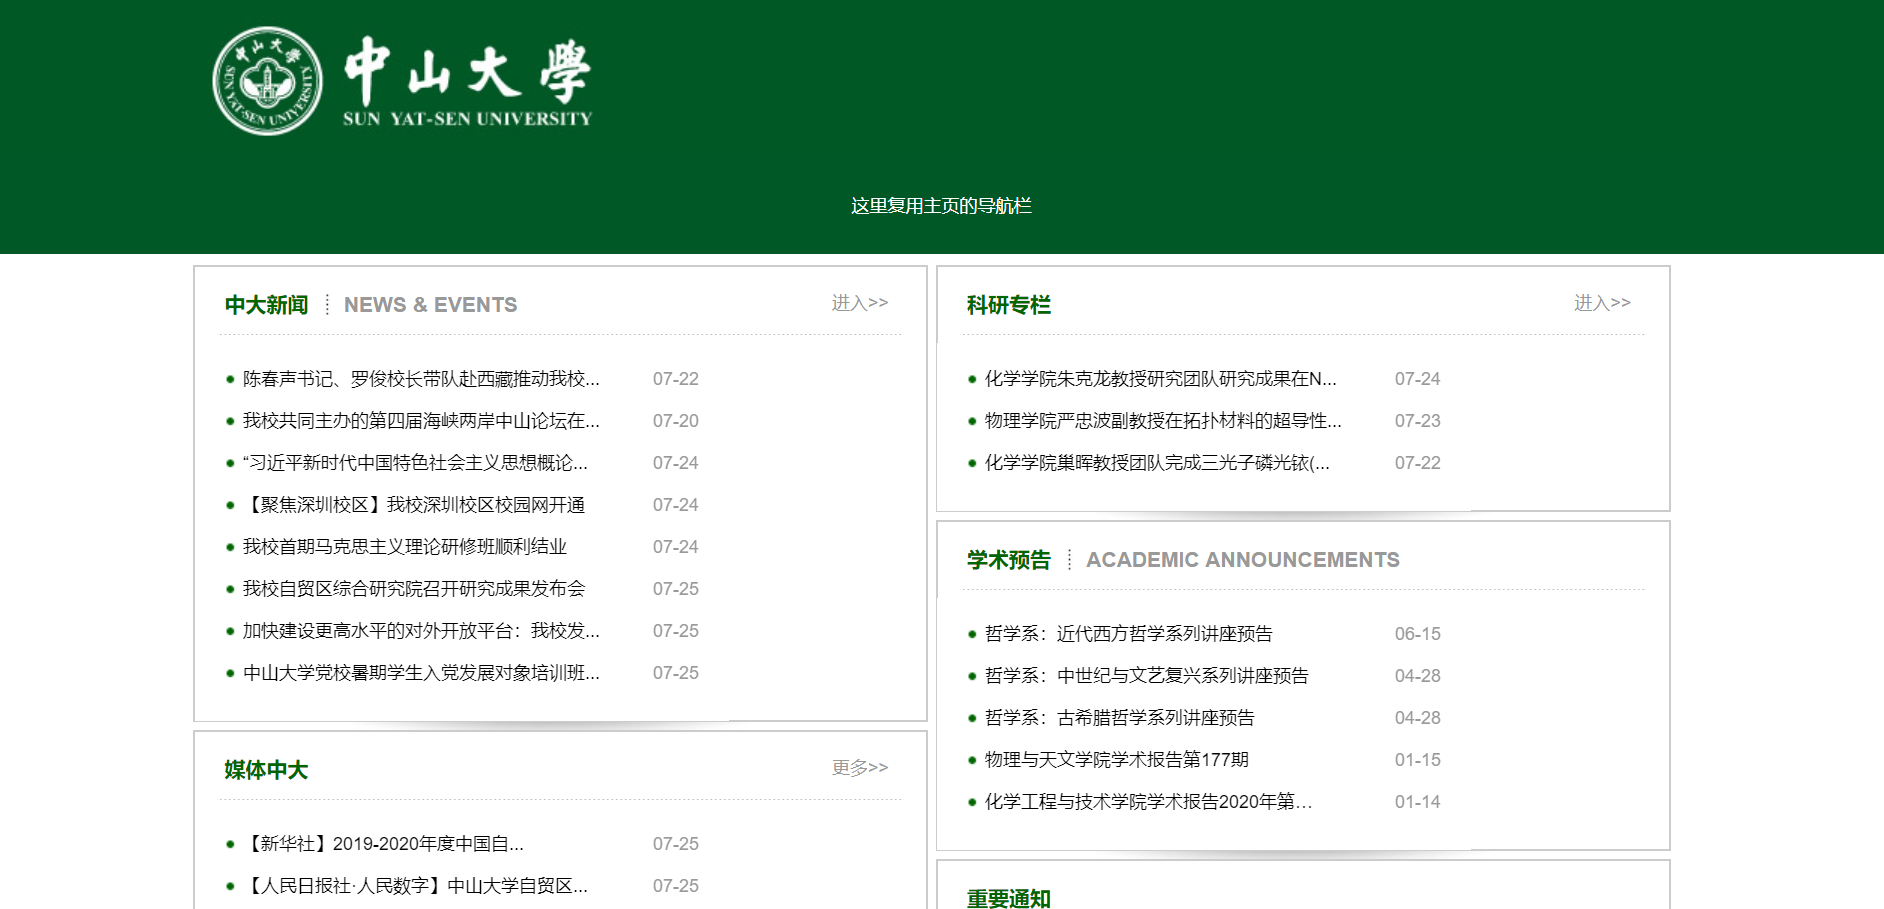 中山大學
SUN YAT-SEN UNIVERSITY
中山大學
SUN YAT-SEN UNIVERSITY
这里复用主页的导航栏
中大新闻 NEWS & EVENTS 进入>>
陈春声书记、罗俊校长带队赴西藏推动我校... 07-22
我校共同主办的第四届海峡两岸中山论坛在... 07-20
“习近平新时代中国特色社会主义思想概论... 07-24
【聚焦深圳校区】我校深圳校区校园网开通 07-24
我校首期马克思主义理论研修班顺利结业 07-24
我校自贸区综合研究院召开研究成果发布会 07-25
加快建设更高水平的对外开放平台：我校发... 07-25
中山大学党校暑期学生入党发展对象培训班... 07-25
媒体中大 更多>>
【新华社】2019-2020年度中国自... 07-25
【人民日报社·人民数字】中山大学自贸区... 07-25
科研专栏 进入>>
化学学院朱克龙教授研究团队研究成果在N... 07-24
物理学院严忠波副教授在拓扑材料的超导性... 07-23
化学学院巢晖教授团队完成三光子磷光铱(... 07-22
学术预告 ACADEMIC ANNOUNCEMENTS
哲学系：近代西方哲学系列讲座预告 06-15
哲学系：中世纪与文艺复兴系列讲座预告 04-28
哲学系：古希腊哲学系列讲座预告 04-28
物理与天文学院学术报告第177期 01-15
化学工程与技术学院学术报告2020年第… 01-14
重要通知